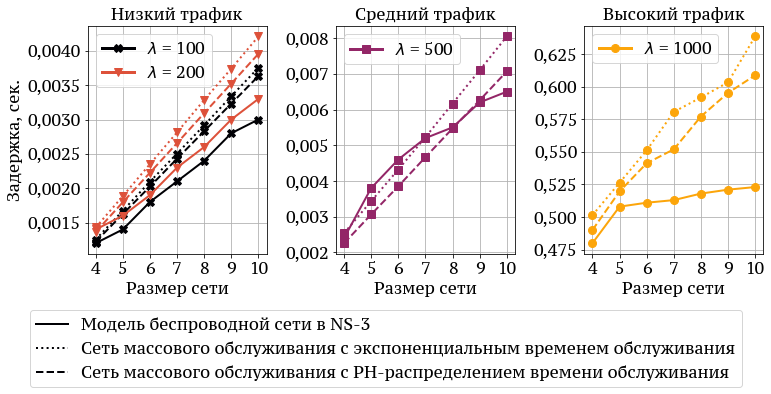 Низкий трафик
λ = 100
λ = 200
0,0040
0,0035
0,0030
0,0025
0,0020
0,0015
Задержка, сек.
4 5 6 7 8 9 10
Размер сети
Средний трафик
λ = 500
0,008
0,007
0,006
0,005
0,004
0,003
0,002
4 5 6 7 8 9 10
Размер сети
Высокий трафик
λ = 1000
0,625
0,600
0,575
0,550
0,525
0,500
0,475
4 5 6 7 8 9 10
Размер сети
Модель беспроводной сети в NS-3
Сеть массового обслуживания с экспоненциальным временем обслуживания
Сеть массового обслуживания с PH-распределением времени обслуживания